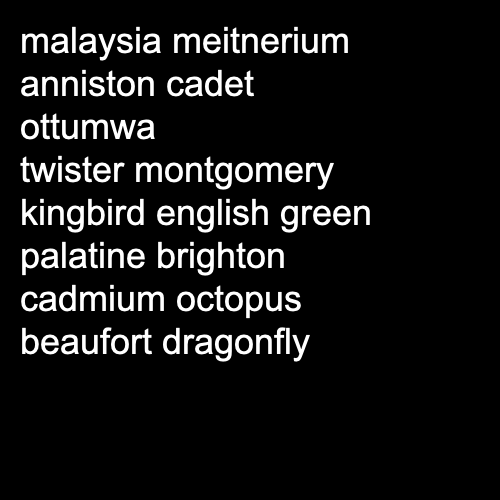 malaysia meitnerium
anniston cadet
ottumwa
twister montgomery
kingbird english green
palatine brighton
cadmium octopus
beaufort dragonfly